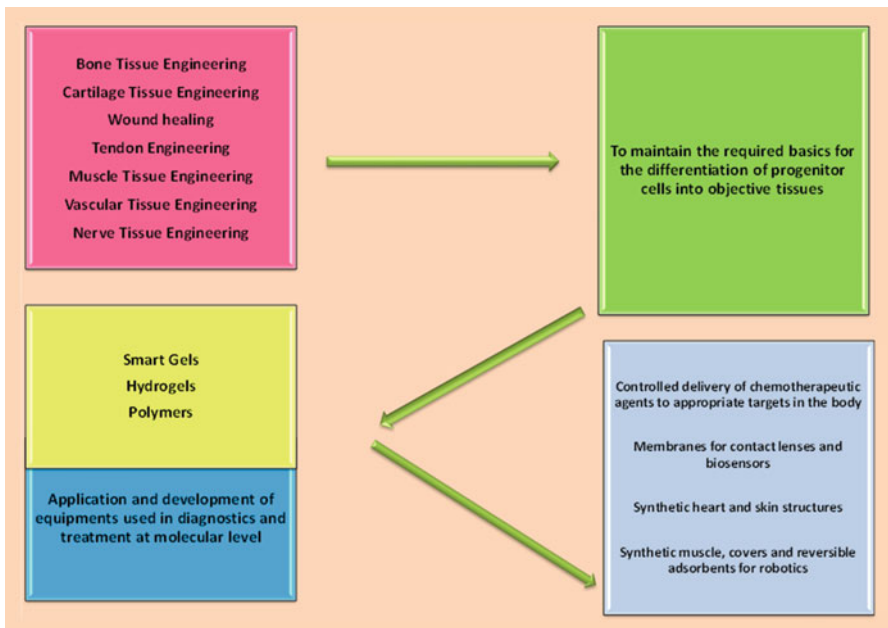 Bone Tissue Engineering
Cartilage Tissue Engineering
Wound healing
Tendon Engineering
Muscle Tissue Engineering
Vascular Tissue Engineering
Nerve Tissue Engineering
To maintain the required basics for
the differentiation of progenitor
cells into objective tissues
Smart Gels
Hydrogels
Polymers
Application and development of
equipments used in diagnostics and
treatment at molecular level
Controlled delivery of chemotherapeutic
agents to appropriate targets in the body
Membranes for contact lenses and
biosensors
Synthetic heart and skin structures
Synthetic muscle, covers and reversible
adsorbents for robotics